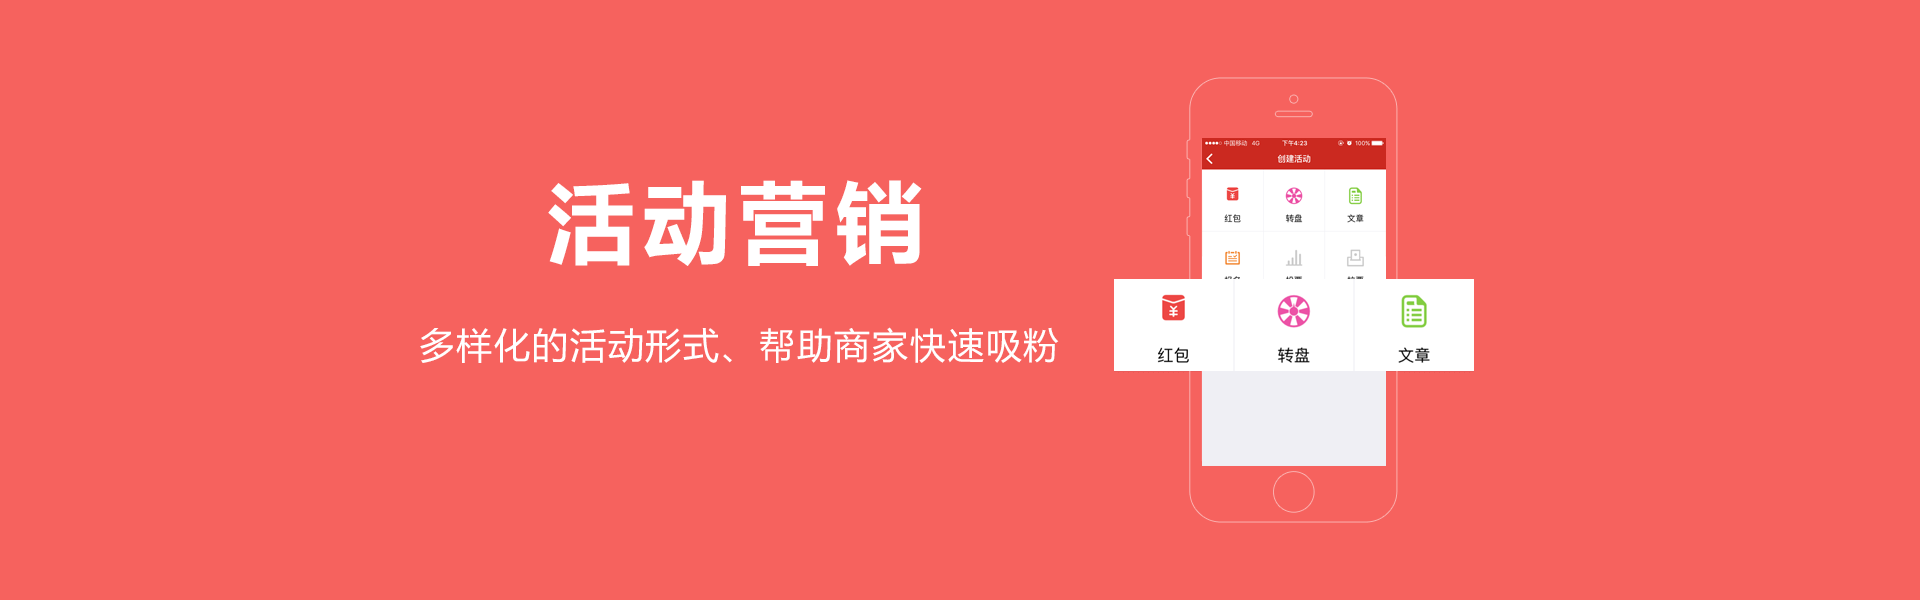 活动营销
多样化的活动形式、帮助商家快速吸粉
中国移动 4G 下午4:23 100%
创建活动
红包 转盘 文章
红包 转盘 文章